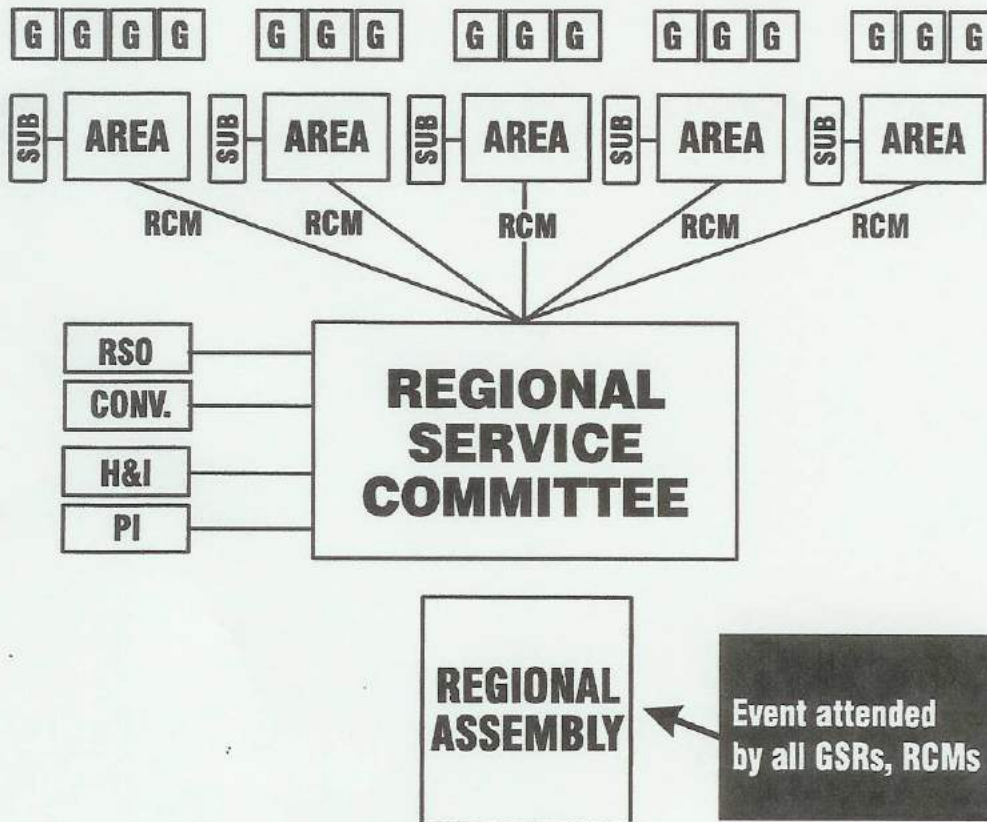 G G G G G G G G G G G G G G G G
SUB AREA SUB AREA SUB AREA SUB AREA SUB AREA
RCM RCM RCM RCM RCM
RSO
CONV.
H&I
PI
REGIONAL
SERVICE
COMMITTEE
REGIONAL
ASSEMBLY
Event attended
by all GSRs, RCMs